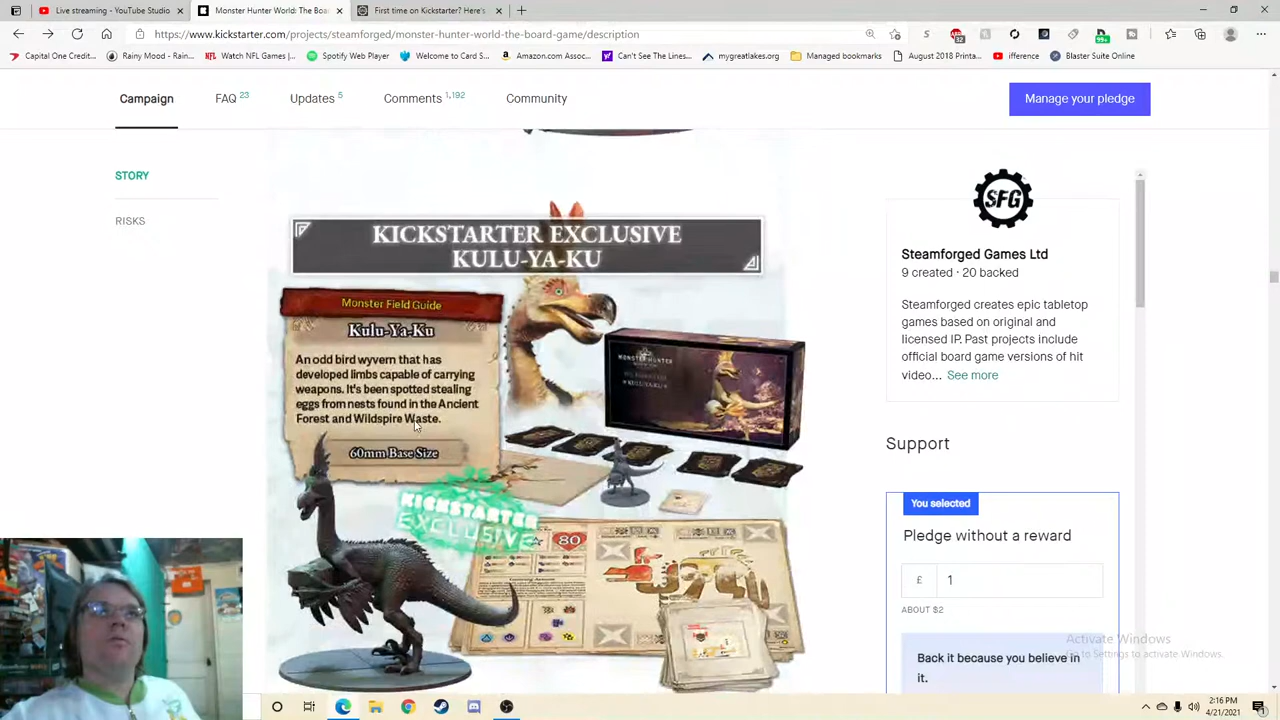 Live streaming - YouTube Studio
Monster Hunter World: The Boa
First time on Kickstarter? Here's
https://www.kickstarter.com/projects/steamforged/monster-hunter-world-the-board-game/description
Capital One Credit...
Rainy Mood - Rain...
Watch NFL Games |...
Spotify Web Player
Welcome to Card S...
Amazon.com Assoc...
Can't See The Lines...
mygreatlakes.org
Managed bookmarks
August 2018 Printa...
ifference
Blaster Suite Online
Campaign
FAQ 23
Updates 5
Comments 1,192
Community
Manage your pledge
STORY
RISKS
KICKSTARTER EXCLUSIVE
KULU-YA-KU
Monster Field Guide
Kulu-Ya-Ku
An odd bird wyvern that has
developed limbs capable of carrying
weapons. It's been spotted stealing
eggs from nests found in the Ancient
Forest and Wildspire Waste.
60mm Base Size
KICKSTARTER
EXCLUSIVE
MONSTER HUNTER
KULU-YA-KU
80
SFG
Steamforged Games Ltd
9 created · 20 backed
Steamforged creates epic tabletop
games based on original and
licensed IP. Past projects include
official board game versions of hit
video... See more
Support
You selected
Pledge without a reward
£
ABOUT $2
Back it because you believe in
it.
Activate Windows
Go to Settings to activate Windows.
2:16 PM
4/21/2021